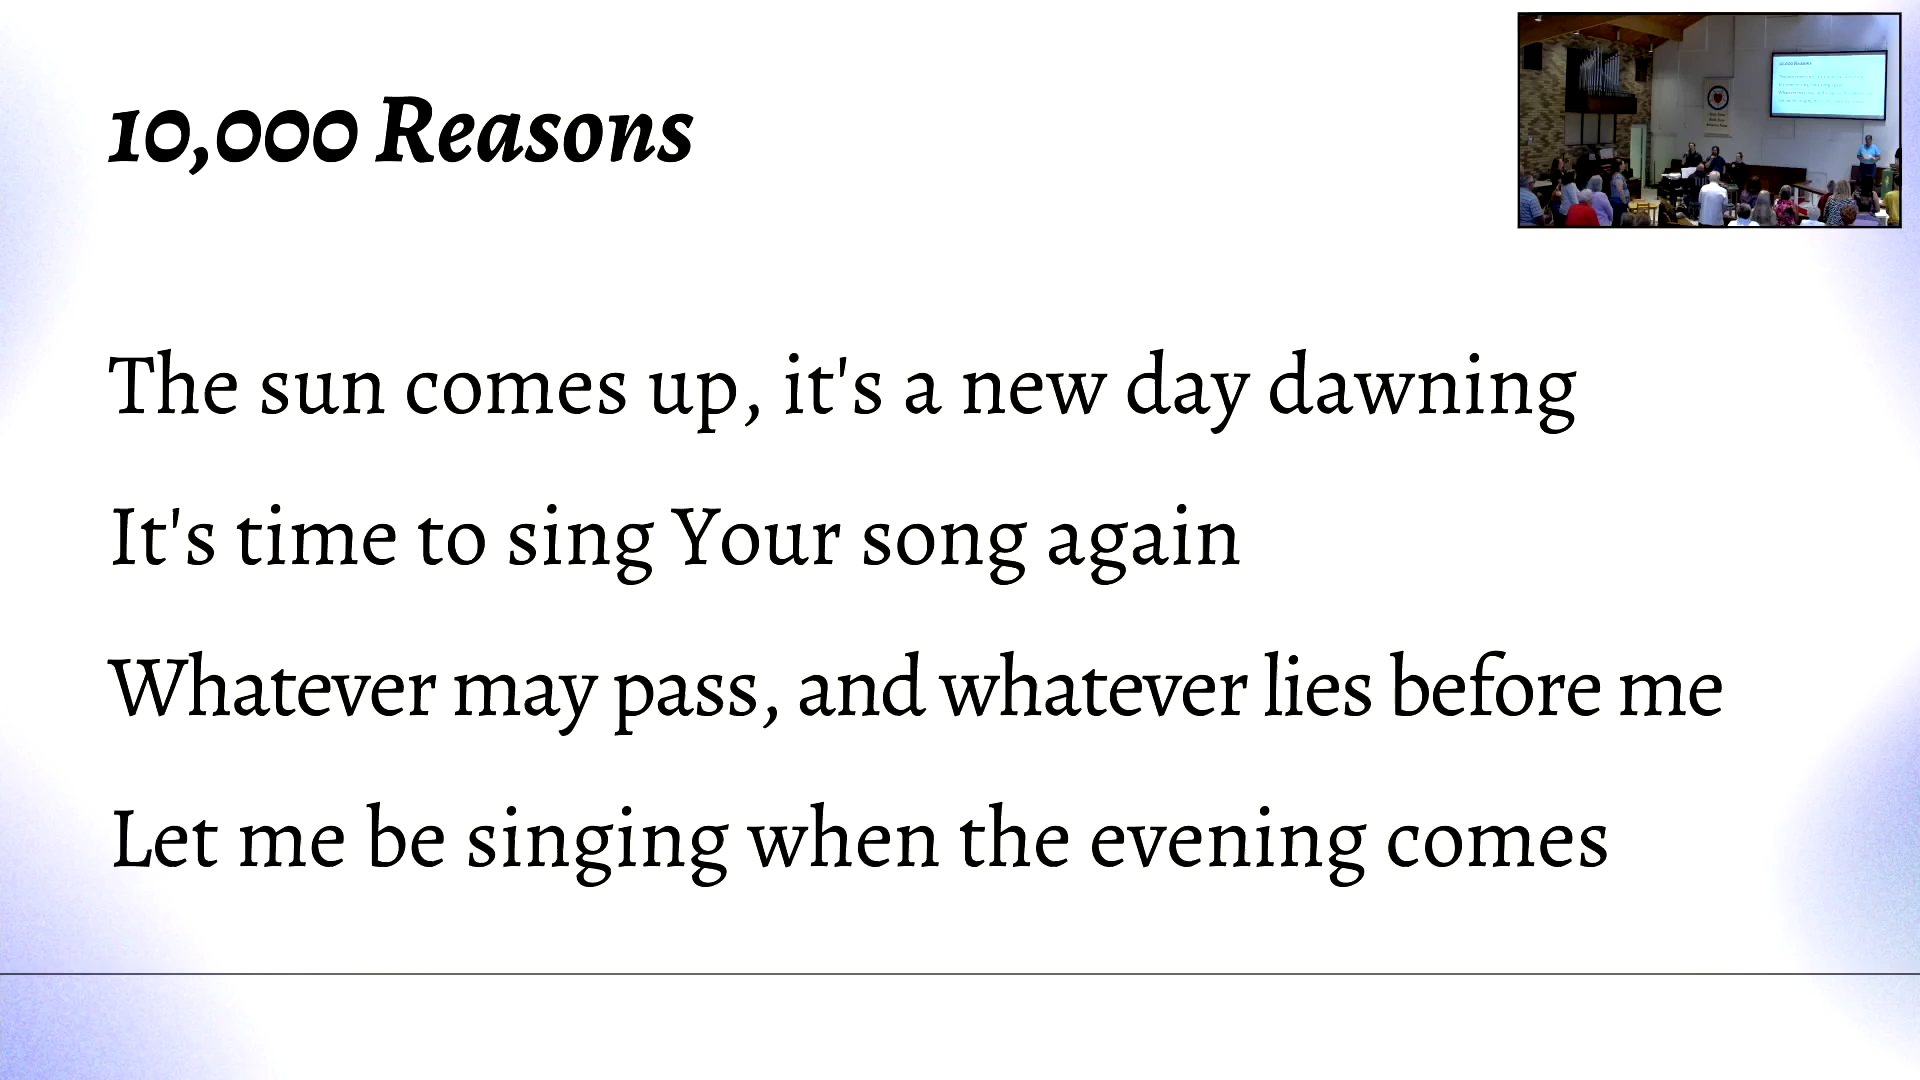 10,000 Reasons
The sun comes up, it's a new day dawning
It's time to sing Your song again
Whatever may pass, and whatever lies before me
Let me be singing when the evening comes